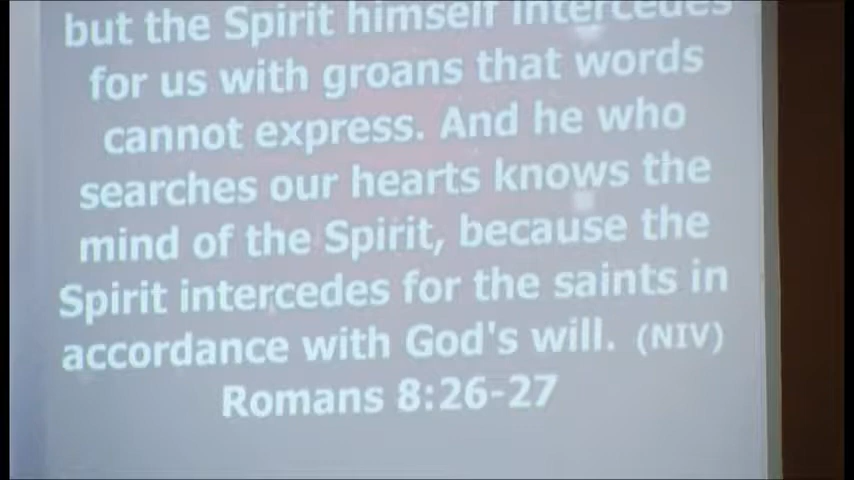 but the Spirit himself intercedes
for us with groans that words
cannot express. And he who
searches our hearts knows the
mind of the Spirit, because the
Spirit intercedes for the saints in
accordance with God's will. (NIV)
Romans 8:26-27